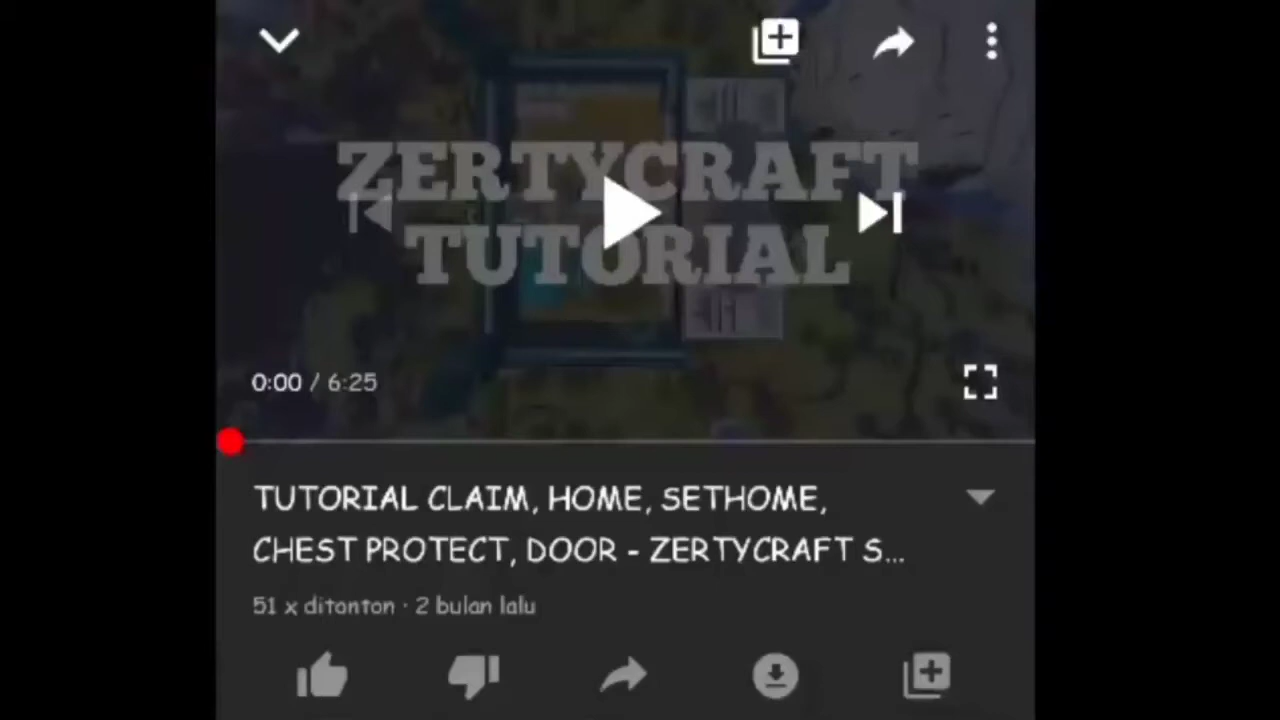 ZERTYCRAFT
TUTORIAL
0:00 / 6:25
TUTORIAL CLAIM, HOME, SETHOME,
CHEST PROTECT, DOOR - ZERTYCRAFT S...
51 x ditonton · 2 bulan lalu